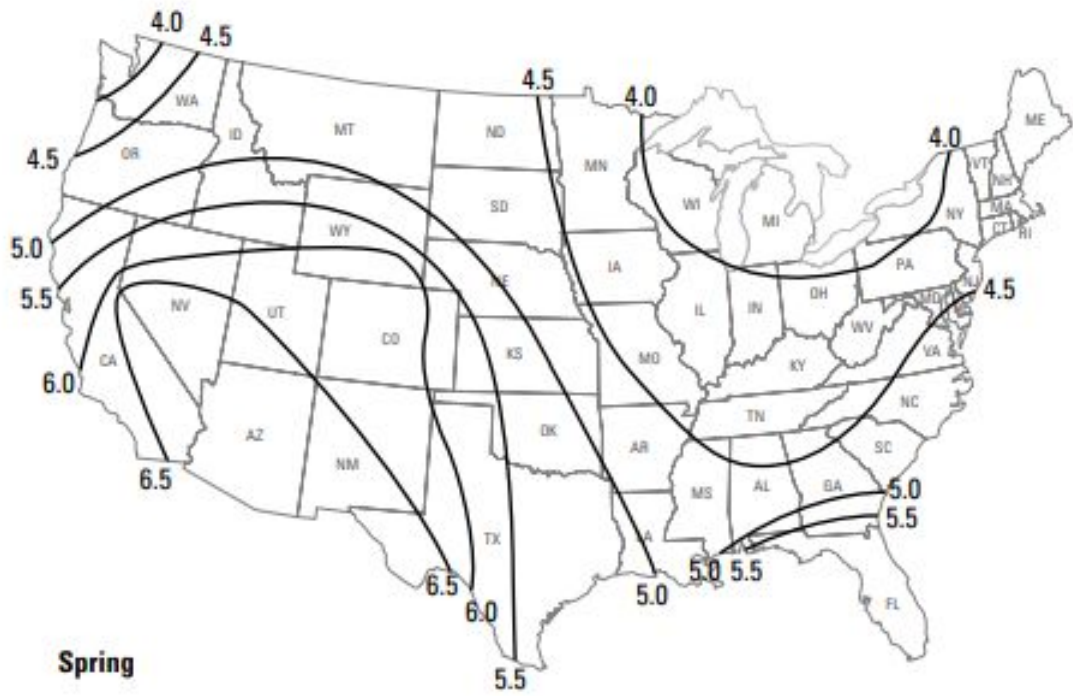 4.0
4.5
4.5
4.0
4.0
WA
MT
ND
ME
ID
MN
VT
NH
4.5
OR
WI
MI
NY
MA
CT
RI
SD
WY
5.0
IA
PA
NE
NJ
4.5
5.5
NV
UT
IL
IN
OH
MD
WV
CO
KS
MO
VA
CA
KY
6.0
NC
TN
AZ
OK
AR
SC
NM
6.5
MS
AL
GA
5.0
5.5
TX
LA
5.0
5.5
6.5
6.0
5.0
FL
Spring
5.5